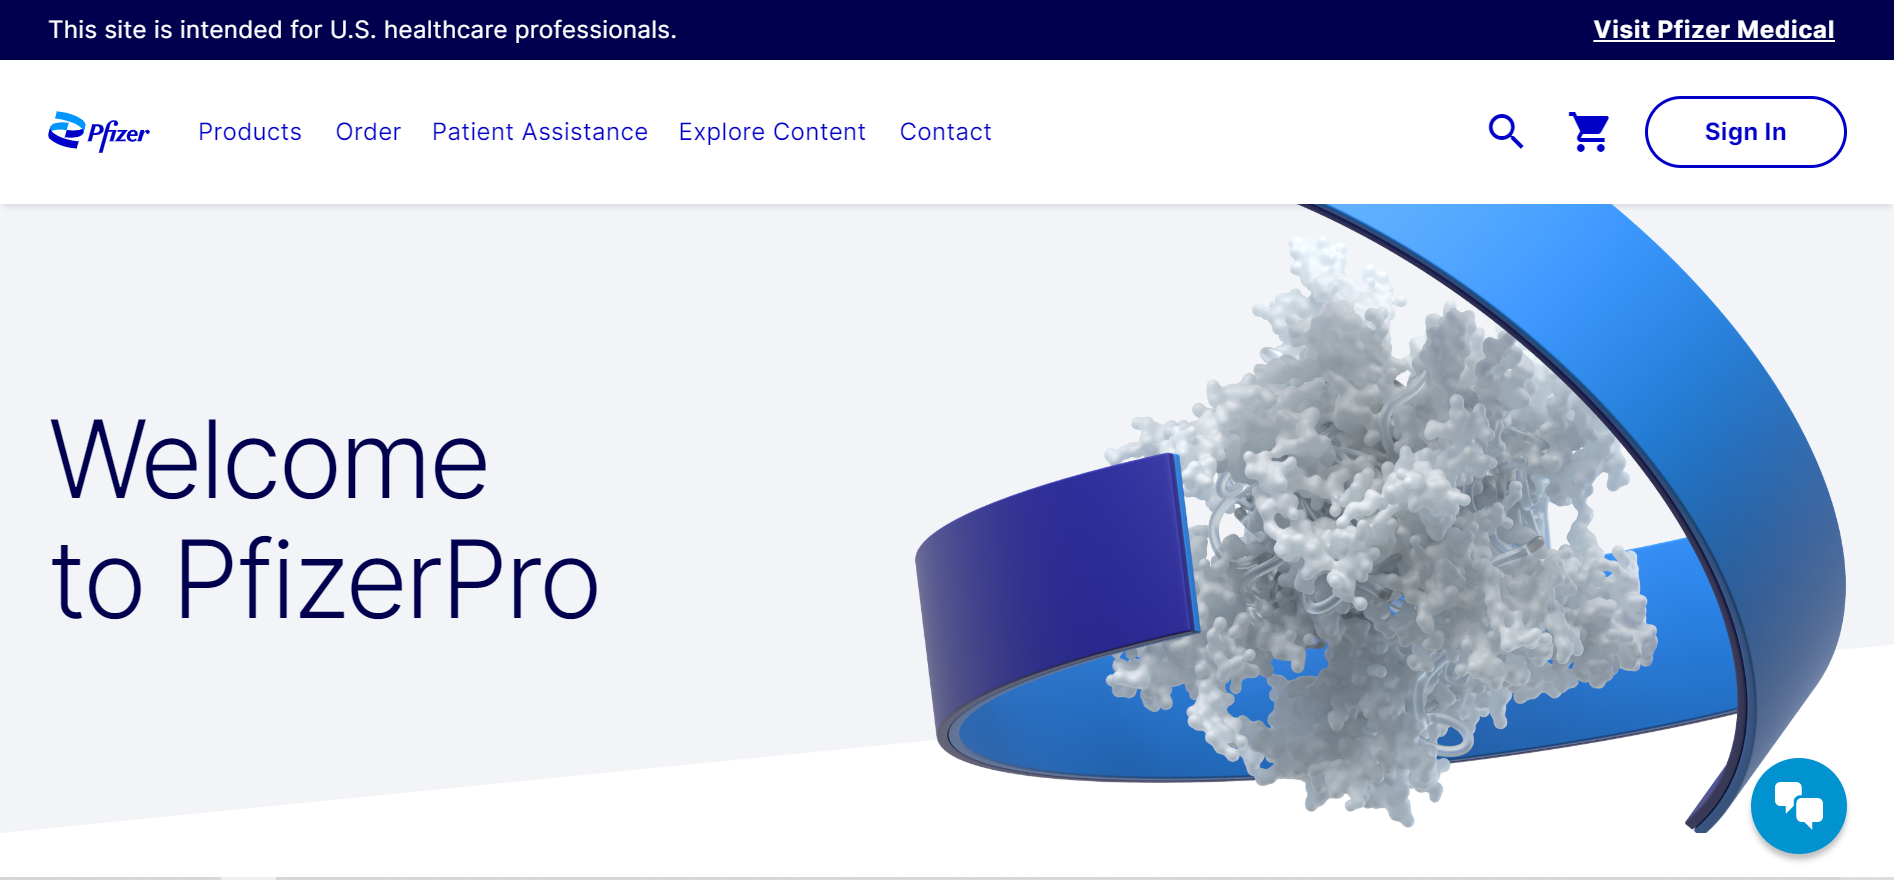 This site is intended for U.S. healthcare professionals.
Visit Pfizer Medical
Pfizer
Products
Order
Patient Assistance
Explore Content
Contact
Sign In
Welcome
to PfizerPro